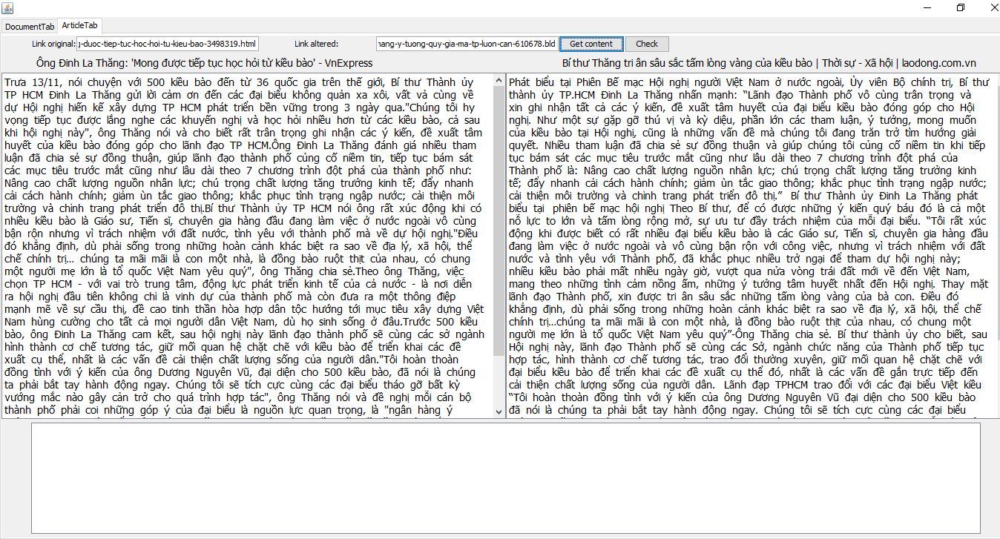 DocumentTab
ArticleTab
Link original:
g-duoc-tiep-tuc-hoc-hoi-tu-kieu-bao-3498319.html
Link altered:
nang-y-tuong-quy-gia-ma-tp-luon-can-610678.bld
Get content
Check
Ông Đinh La Thăng: 'Mong được tiếp tục học hỏi từ kiều bào' - VnExpress
Bí thư Thăng tri ân sâu sắc tấm lòng vàng của kiều bào | Thời sự - Xã hội | laodong.com.vn
Trưa 13/11, nói chuyện với 500 kiều bào đến từ 36 quốc gia trên thế giới, Bí thư Thành ủy
TP HCM Đinh La Thăng gửi lời cảm ơn đến các đại biểu không quản xa xôi, vất vả cùng về
dự Hội nghị hiến kế xây dựng TP HCM phát triển bền vững trong 3 ngày qua."Chúng tôi hy
vọng tiếp tục được lắng nghe các khuyến nghị và học hỏi nhiều hơn từ các kiều bào, cả sau
khi hội nghị này", ông Thăng nói và cho biết rất trân trọng ghi nhận các ý kiến, đề xuất tâm
huyết của kiều bào đóng góp cho lãnh đạo TP HCM.Ông Đinh La Thăng đánh giá nhiều tham
luận đã chia sẻ sự đồng thuận, giúp lãnh đạo thành phố củng cố niềm tin, tiếp tục bám sát
các mục tiêu trước mắt cũng như lâu dài theo 7 chương trình đột phá của thành phố như:
Nâng cao chất lượng nguồn nhân lực; chú trọng chất lượng tăng trưởng kinh tế; đẩy nhanh
cải cách hành chính; giảm ùn tắc giao thông; khắc phục tình trạng ngập nước; cải thiện môi
trường và chỉnh trang phát triển đô thị.Bí thư Thành ủy TP HCM nói ông rất xúc động khi có
nhiều kiều bào là Giáo sư, Tiến sĩ, chuyên gia hàng đầu đang làm việc ở nước ngoài vô cùng
bận rộn nhưng vì trách nhiệm với đất nước, tình yêu với thành phố mà về dự hội nghị."Điều
đó khẳng định, dù phải sống trong những hoàn cảnh khác biệt ra sao về địa lý, xã hội, thể
chế chính trị... chúng ta mãi mãi là con một nhà, là đồng bào ruột thịt của nhau, có chung
một người mẹ lớn là tổ quốc Việt Nam yêu quý", ông Thăng chia sẻ.Theo ông Thăng, việc
chọn TP HCM - với vai trò trung tâm, động lực phát triển kinh tế của cả nước - là nơi diễn
ra hội nghị đầu tiên không chỉ là vinh dự của thành phố mà còn đưa ra một thông điệp
mạnh mẽ về sự cầu thị, đề cao tinh thần hòa hợp dân tộc hướng tới mục tiêu xây dựng Việt
Nam hùng cường cho tất cả mọi người dân Việt Nam, dù họ sinh sống ở đâu.Trước 500 kiều
bào, ông Đinh La Thăng cam kết, sau hội nghị này lãnh đạo thành phố sẽ cùng các sở ngành
hình thành cơ chế tương tác, giữ mối quan hệ chặt chẽ với kiều bào để triển khai các đề
xuất cụ thể, nhất là các vấn đề cải thiện chất lượng sống của người dân."Tôi hoàn thoàn
đồng tình với ý kiến của ông Dương Nguyên Vũ, đại diện cho 500 kiều bào, đã nói là chúng
ta phải bắt tay hành động ngay. Chúng tôi sẽ tích cực cùng các đại biểu tháo gỡ bất kỳ
vướng mắc nào gây cản trở cho quá trình hợp tác", ông Thăng nói và đề nghị mỗi cán bộ
thành phố phải coi những góp ý của đại biểu là nguồn lực quan trọng, là "ngân hàng ý
Phát biểu tại Phiên Bế mạc Hội nghị người Việt Nam ở nước ngoài, Ủy viên Bộ chính trị, Bí thư
thành ủy TP.HCM Đinh La Thăng nhấn mạnh: “Lãnh đạo Thành phố vô cùng trân trọng và
xin ghi nhận tất cả các ý kiến, đề xuất tâm huyết của đại biểu kiều bào đóng góp cho Hội
nghị. Như một sự gặp gỡ thú vị và kỳ diệu, phần lớn các tham luận, ý tưởng, mong muốn
của kiều bào tại Hội nghị, cũng là những vấn đề mà chúng tôi đang trăn trở tìm hướng giải
quyết. Nhiều tham luận đã chia sẻ sự đồng thuận và giúp chúng tôi củng cố niềm tin khi tiếp
tục bám sát các mục tiêu trước mắt cũng như lâu dài theo 7 chương trình đột phá của
Thành phố là: Nâng cao chất lượng nguồn nhân lực; chú trọng chất lượng tăng trưởng kinh
tế; đẩy nhanh cải cách hành chính; giảm ùn tắc giao thông; khắc phục tình trạng ngập nước;
cải thiện môi trường và chỉnh trang phát triển đô thị.” Bí thư Thành ủy Đinh La Thăng phát
biểu tại phiên bế mạc hội nghị Theo Bí thư, để có được những ý kiến quý báu đó là cả một
nỗ lực to lớn và tấm lòng rộng mở, sự ưu tư đầy trách nhiệm của mỗi đại biểu. “Tôi rất xúc
động khi được biết có rất nhiều đại biểu kiều bào là các Giáo sư, Tiến sĩ, chuyên gia hàng đầu
đang làm việc ở nước ngoài và vô cùng bận rộn với công việc, nhưng vì trách nhiệm với đất
nước và tình yêu với Thành phố, đã khắc phục nhiều trở ngại để tham dự hội nghị này;
nhiều kiều bào phải mất nhiều ngày giờ, vượt qua nửa vòng trái đất mới về đến Việt Nam,
mang theo những tình cảm nồng ấm, những ý tưởng tâm huyết nhất đến Hội nghị. Thay mặt
lãnh đạo Thành phố, xin được tri ân sâu sắc những tấm lòng vàng của bà con. Điều đó
khẳng định, dù phải sống trong những hoàn cảnh khác biệt ra sao về địa lý, xã hội, thể chế
chính trị...chúng ta mãi mãi là con một nhà, là đồng bào ruột thịt của nhau, có chung một
người mẹ lớn là tổ quốc Việt Nam yêu quý”-Ông Thăng chia sẻ. Bí thư thành ủy cho biết, sau
Hội nghị này, lãnh đạo Thành phố sẽ cùng các Sở, ngành chức năng của Thành phố tiếp tục
hợp tác, hình thành cơ chế tương tác, trao đổi thường xuyên, giữ mối quan hệ chặt chẽ với
đại biểu kiều bào để triển khai các đề xuất cụ thể đó, nhất là các vấn đề gắn trực tiếp đến
cải thiện chất lượng sống của người dân. Lãnh đạp TPHCM trao đổi với các đại biểu Việt kiều
“Tôi hoàn thoàn đồng tình với ý kiến của ông Dương Nguyên Vũ đại diện cho 500 kiều bào
đã nói là chúng ta phải bắt tay hành động ngay. Chúng tôi sẽ tích cực cùng các đại biểu